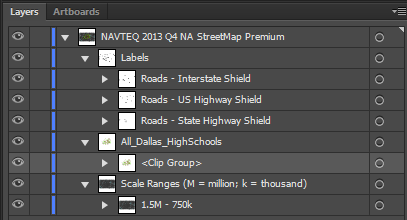 Layers Artboards
NAVTEQ 2013 Q4 NA StreetMap Premium
Labels
Roads - Interstate Shield
Roads - US Highway Shield
Roads - State Highway Shield
All_Dallas_HighSchools
<Clip Group>
Scale Ranges (M = million; k = thousand)
1.5M - 750k